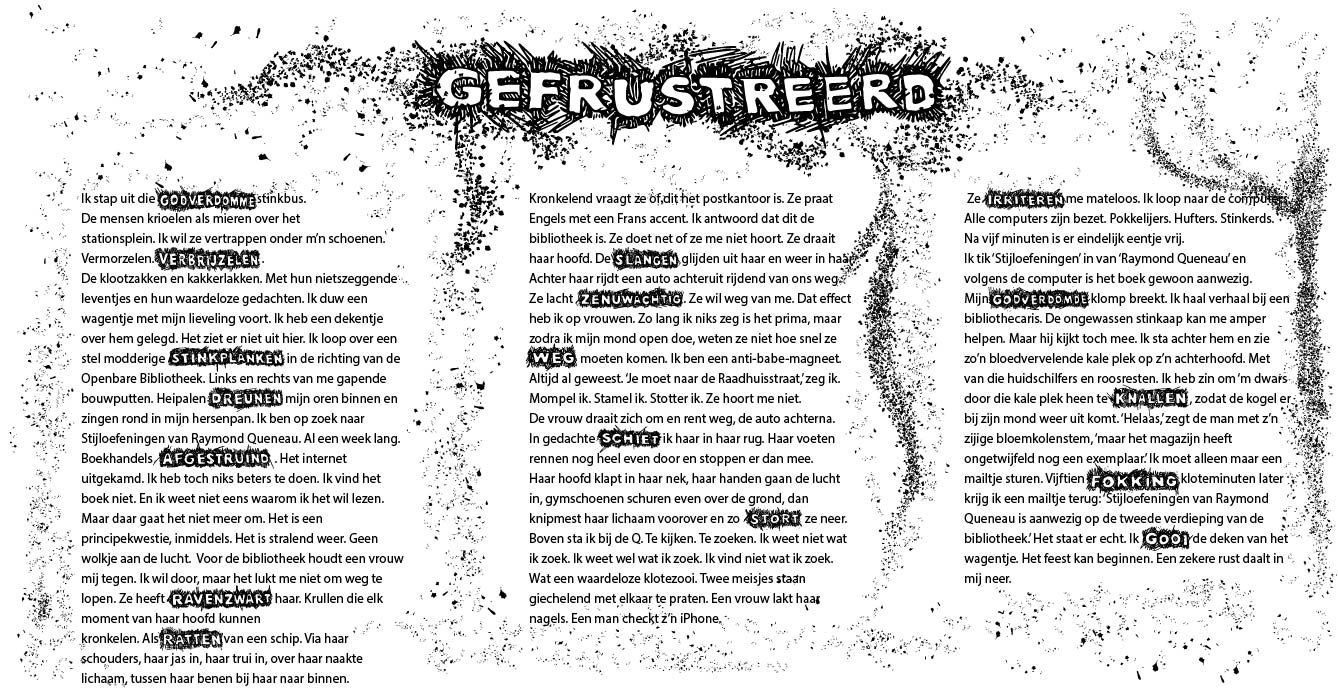 GEFRUSTREERD
Ik stap uit die GODVERDOMME stinkbus.
De mensen krioelen als mieren over het
stationsplein. Ik wil ze vertrappen onder m'n schoenen.
Vermorzelen. VERBRIJZELEN.
De klootzakken en kakkerlakken. Met hun nietszeggende
leventjes en hun waardeloze gedachten. Ik duw een
wagentje met mijn lieveling voort. Ik heb een dekentje
over hem gelegd. Het ziet er niet uit hier. Ik loop over een
stel modderige STINKPLANKEN in de richting van de
Openbare Bibliotheek. Links en rechts van me gapende
bouwputten. Heipalen DREUNEN mijn oren binnen en
zingen rond in mijn hersenpan. Ik ben op zoek naar
Stijloefeningen van Raymond Queneau. Al een week lang.
Boekhandels AFGESTRUIND. Het internet
uitgekamd. Ik heb toch niks beters te doen. Ik vind het
boek niet. En ik weet niet eens waarom ik het wil lezen.
Maar daar gaat het niet meer om. Het is een
principekwestie, inmiddels. Het is stralend weer. Geen
wolkje aan de lucht. Voor de bibliotheek houdt een vrouw
mij tegen. Ik wil door, maar het lukt me niet om weg te
lopen. Ze heeft RAVENZWART haar. Krullen die elk
moment van haar hoofd kunnen
kronkelen. Als RATTEN van een schip. Via haar
schouders, haar jas in, haar trui in, over haar naakte
lichaam, tussen haar benen bij haar naar binnen.
Kronkelend vraagt ze of dit het postkantoor is. Ze praat
Engels met een Frans accent. Ik antwoord dat dit de
bibliotheek is. Ze doet net of ze me niet hoort. Ze draait
haar hoofd. De SLANGEN glijden uit haar en weer in haar.
Achter haar rijdt een auto achteruit rijdend van ons weg.
Ze lacht ZENUWACHTIG. Ze wil weg van me. Dat effect
heb ik op vrouwen. Zo lang ik niks zeg is het prima, maar
zodra ik mijn mond open doe, weten ze niet hoe snel ze
WEG moeten komen. Ik ben een anti-babe-magneet.
Altijd al geweest. 'Je moet naar de Raadhuisstraat,' zeg ik.
Mompel ik. Stamel ik. Stotter ik. Ze hoort me niet.
De vrouw draait zich om en rent weg, de auto achterna.
In gedachte SCHIET ik haar in haar rug. Haar voeten
rennen nog heel even door en stoppen er dan mee.
Haar hoofd klapt in haar nek, haar handen gaan de lucht
in, gymschoenen schuren even over de grond, dan
knipmest haar lichaam voorover en zo STORT ze neer.
Boven sta ik bij de Q. Te kijken. Te zoeken. Ik weet niet wat
ik zoek. Ik weet wel wat ik zoek. Ik vind niet wat ik zoek.
Wat een waardeloze klotezooi. Twee meisjes staan
giechelend met elkaar te praten. Een vrouw lakt haar
nagels. Een man checkt z'n iPhone.
Ze IRRITEREN me mateloos. Ik loop naar de computer.
Alle computers zijn bezet. Pokkelijers. Hufters. Stinkerds.
Na vijf minuten is er eindelijk eentje vrij.
Ik tik 'Stijloefeningen' in van 'Raymond Queneau' en
volgens de computer is het boek gewoon aanwezig.
Mijn GODVERDOMDE klomp breekt. Ik haal verhaal bij een
bibliothecaris. De ongewassen stinkaap kan me amper
helpen. Maar hij kijkt toch mee. Ik sta achter hem en zie
zo'n bloedvervelende kale plek op z'n achterhoofd. Met
van die huidschilfers en roosresten. Ik heb zin om 'm dwars
door die kale plek heen te KNALLEN, zodat de kogel er
bij zijn mond weer uit komt. 'Helaas,' zegt de man met z'n
zijige bloemkolenstem, 'maar het magazijn heeft
ongetwijfeld nog een exemplaar.' Ik moet alleen maar een
mailtje sturen. Vijftien FOKKING kloteminuten later
krijg ik een mailtje terug: 'Stijloefeningen van Raymond
Queneau is aanwezig op de tweede verdieping van de
bibliotheek.' Het staat er echt. Ik GOOI de deken van het
wagentje. Het feest kan beginnen. Een zekere rust daalt in
mij neer.